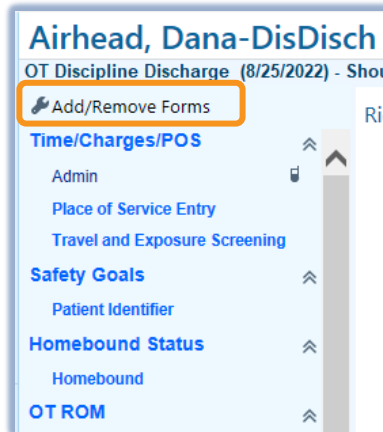 Airhead, Dana-DisDisch
OT Discipline Discharge (8/25/2022) - Shou
Add/Remove Forms
Ri
Time/Charges/POS
Admin
Place of Service Entry
Travel and Exposure Screening
Safety Goals
Patient Identifier
Homebound Status
Homebound
OT ROM